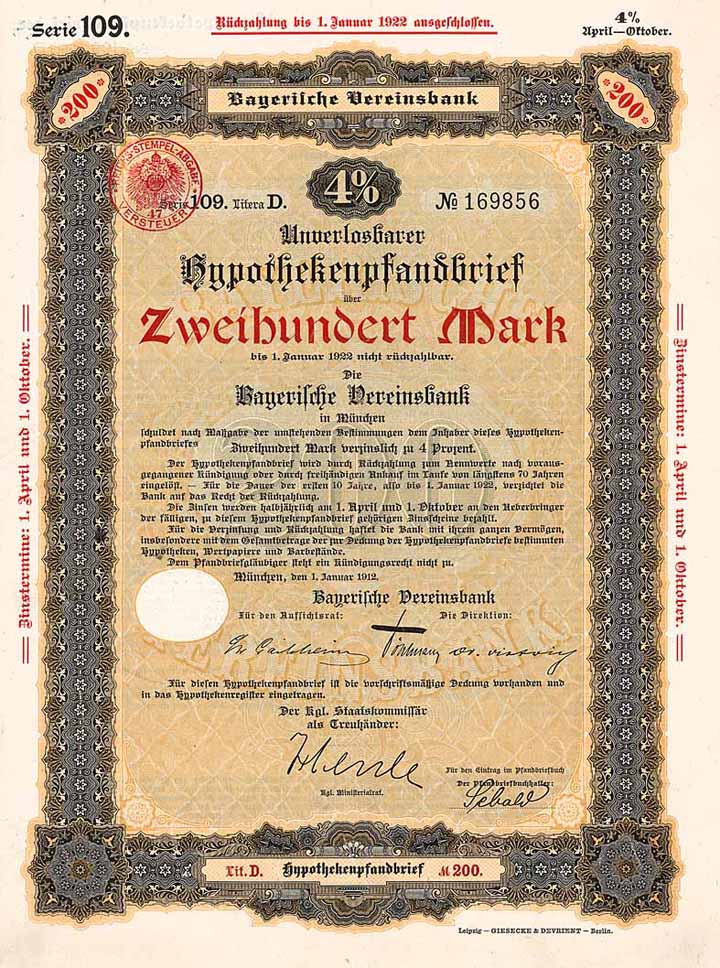 Serie 109.
Rückzahlung bis 1. Januar 1922 ausgeschlossen.
4%
April—Oktober.
200
Bayerische Vereinsbank
200
REICHS-STEMPEL-ABGABE
VERSTEUERT
47
Serie 109. Litera D.
4%
№ 169856
Unverlosbarer
Hypothekenpfandbrief
über
Zweihundert Mark
bis 1. Januar 1922 nicht rückzahlbar.
Die
Bayerische Vereinsbank
in München
schuldet nach Maßgabe der umstehenden Bestimmungen dem Inhaber dieses Hypotheken-
pfandbriefes
Zweihundert Mark verzinslich zu 4 Prozent.
Der Hypothekenpfandbrief wird durch Rückzahlung zum Nennwerte nach voraus-
gegangener Kündigung oder durch freihändigen Ankauf im Laufe von längstens 70 Jahren
eingelöst. — Für die Dauer der ersten 10 Jahre, also bis 1. Januar 1922, verzichtet die
Bank auf das Recht der Rückzahlung.
Die Zinsen werden halbjährlich am 1. April und 1. Oktober an den Ueberbringer
der fälligen, zu diesem Hypothekenpfandbrief gehörigen Zinsscheine bezahlt.
Für die Verzinsung und Rückzahlung haftet die Bank mit ihrem ganzen Vermögen,
insbesondere mit dem Gesamtbetrage der zur Deckung der Hypothekenpfandbriefe bestimmten
Hypotheken, Wertpapiere und Barbestände.
Dem Pfandbriefgläubiger steht ein Kündigungsrecht nicht zu.
München, den 1. Januar 1912.
Bayerische Vereinsbank
Für den Aufsichtsrat:
Die Direktion:
Für diesen Hypothekenpfandbrief ist die vorschriftsmäßige Deckung vorhanden und
in das Hypothekenregister eingetragen.
Der Kgl. Staatskommissär
als Treuhänder:
Kgl. Ministerialrat.
Für den Eintrag im Pfandbriefbuch
Der Pfandbriefbuchhalter:
Sebald
Zinstermine: 1. April und 1. Oktober.
Zinstermine: 1. April und 1. Oktober.
Lit. D.
Hypothekenpfandbrief
M 200.
Leipzig — GIESECKE & DEVRIENT — Berlin.